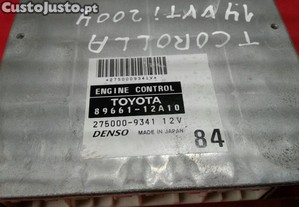 CustoJusto.pt
T COROLLA
1.4 VVTi 2004
*2750009341V*
ENGINE CONTROL
TOYOTA
89661-12A10
275000-9341 12V
DENSO MADE IN JAPAN
84